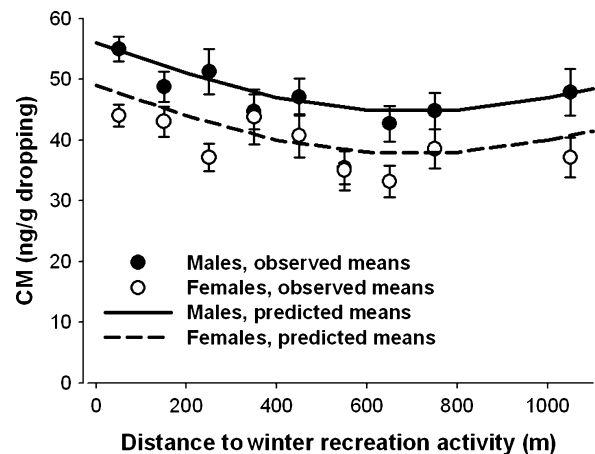 60
50
40
30
20
10
0
CM (ng/g dropping)
Males, observed means
Females, observed means
Males, predicted means
Females, predicted means
0 200 400 600 800 1000
Distance to winter recreation activity (m)